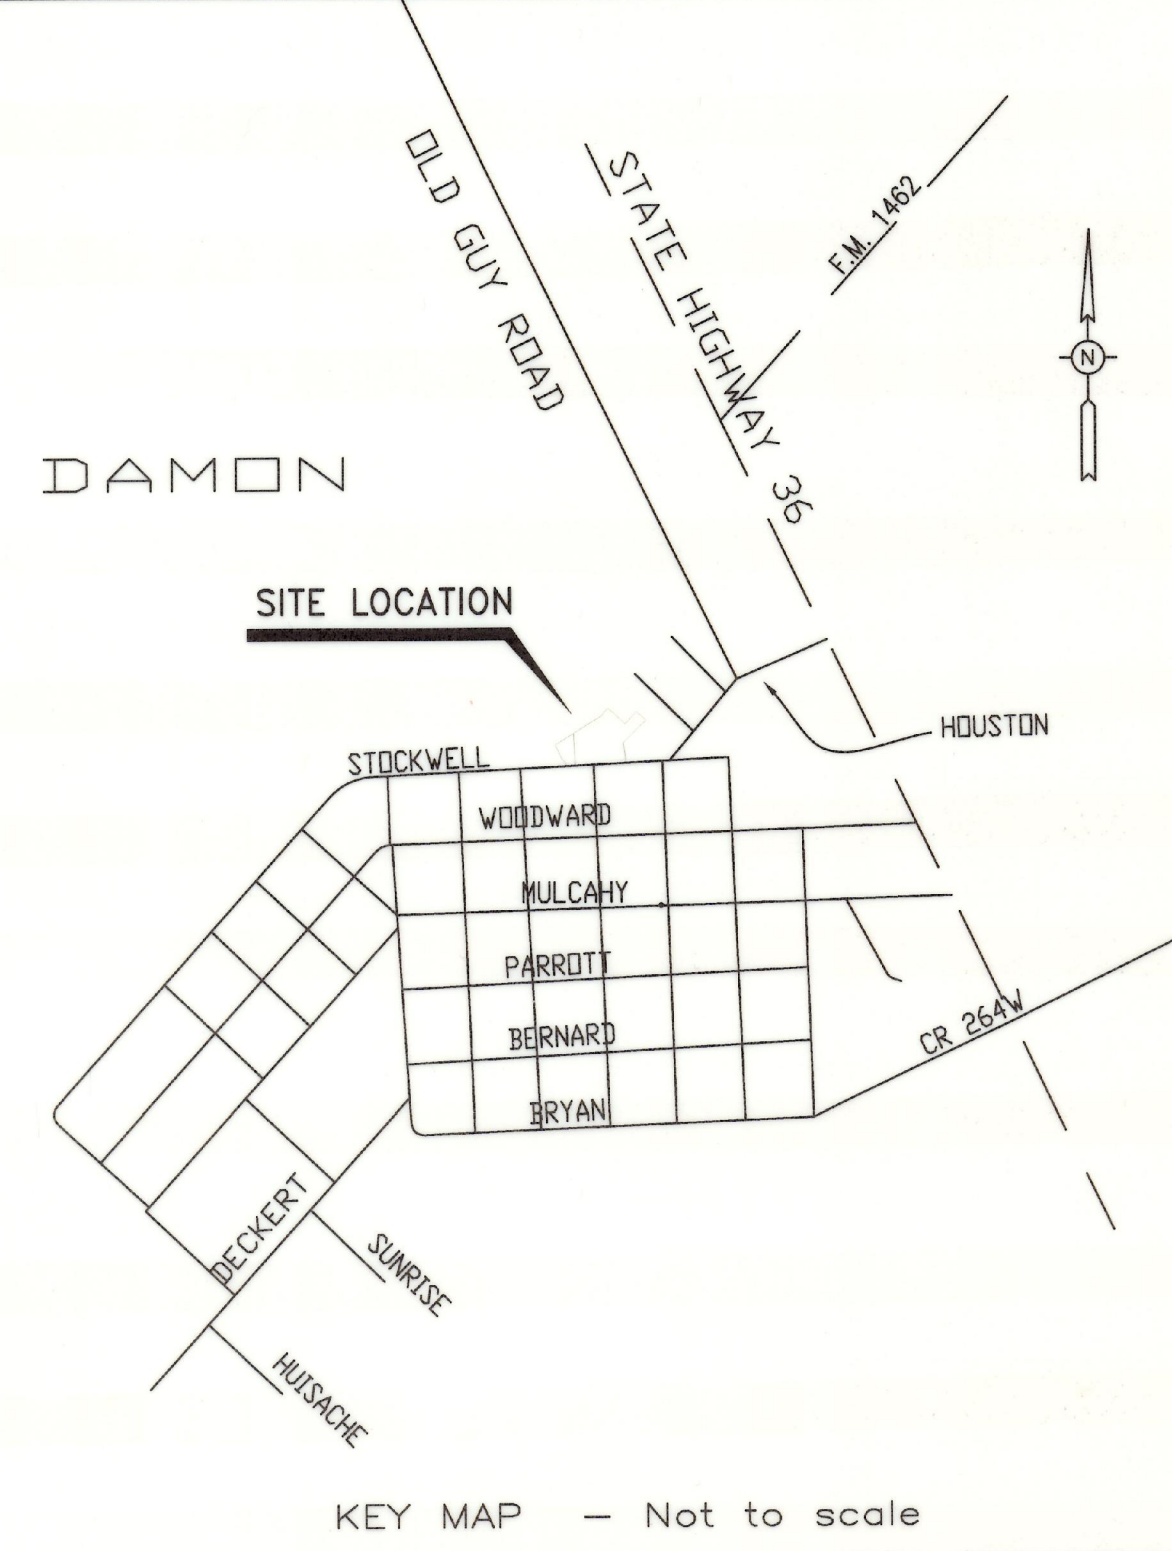 OLD GUY ROAD
STATE HIGHWAY 36
F.M. 1462
N
DAMON
SITE LOCATION
HOUSTON
STOCKWELL
WOODWARD
MULCAHY
PARROTT
BERNARD
CR 264W
BRYAN
DECKERT
SUNRISE
HUISACHE
KEY MAP - Not to scale